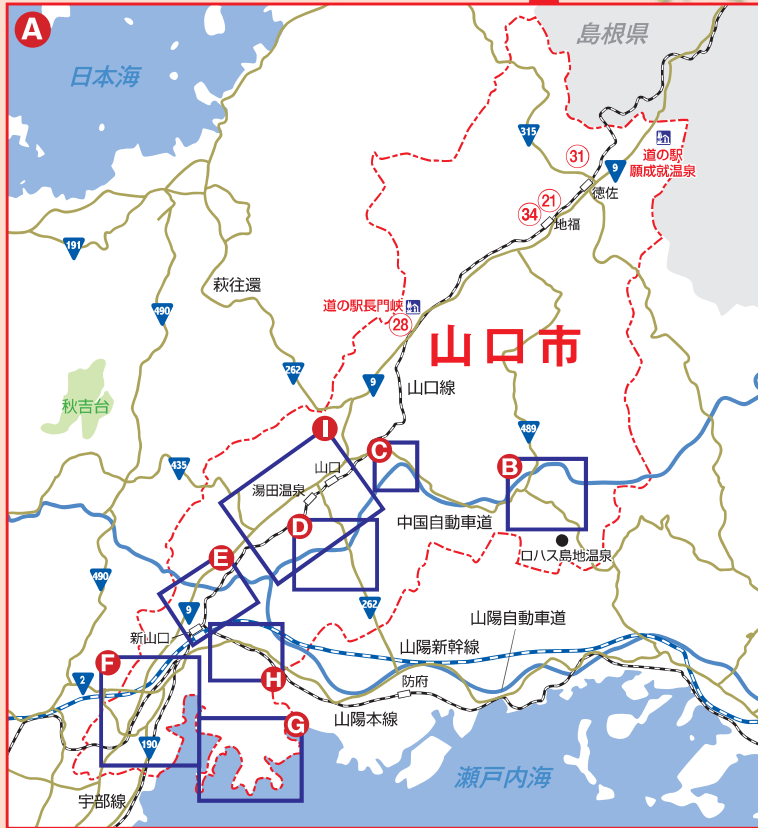 A
島根県
日本海
315
31
9
道の駅
願成就温泉
徳佐
21
34
地福
191
萩往還
490
道の駅長門峡
28
山口市
262
9
山口線
秋吉台
489
I
C
B
435
山口
湯田温泉
D
中国自動車道
ロハス島地温泉
E
490
9
262
新山口
山陽自動車道
山陽新幹線
F
H
2
防府
山陽本線
G
190
瀬戸内海
宇部線